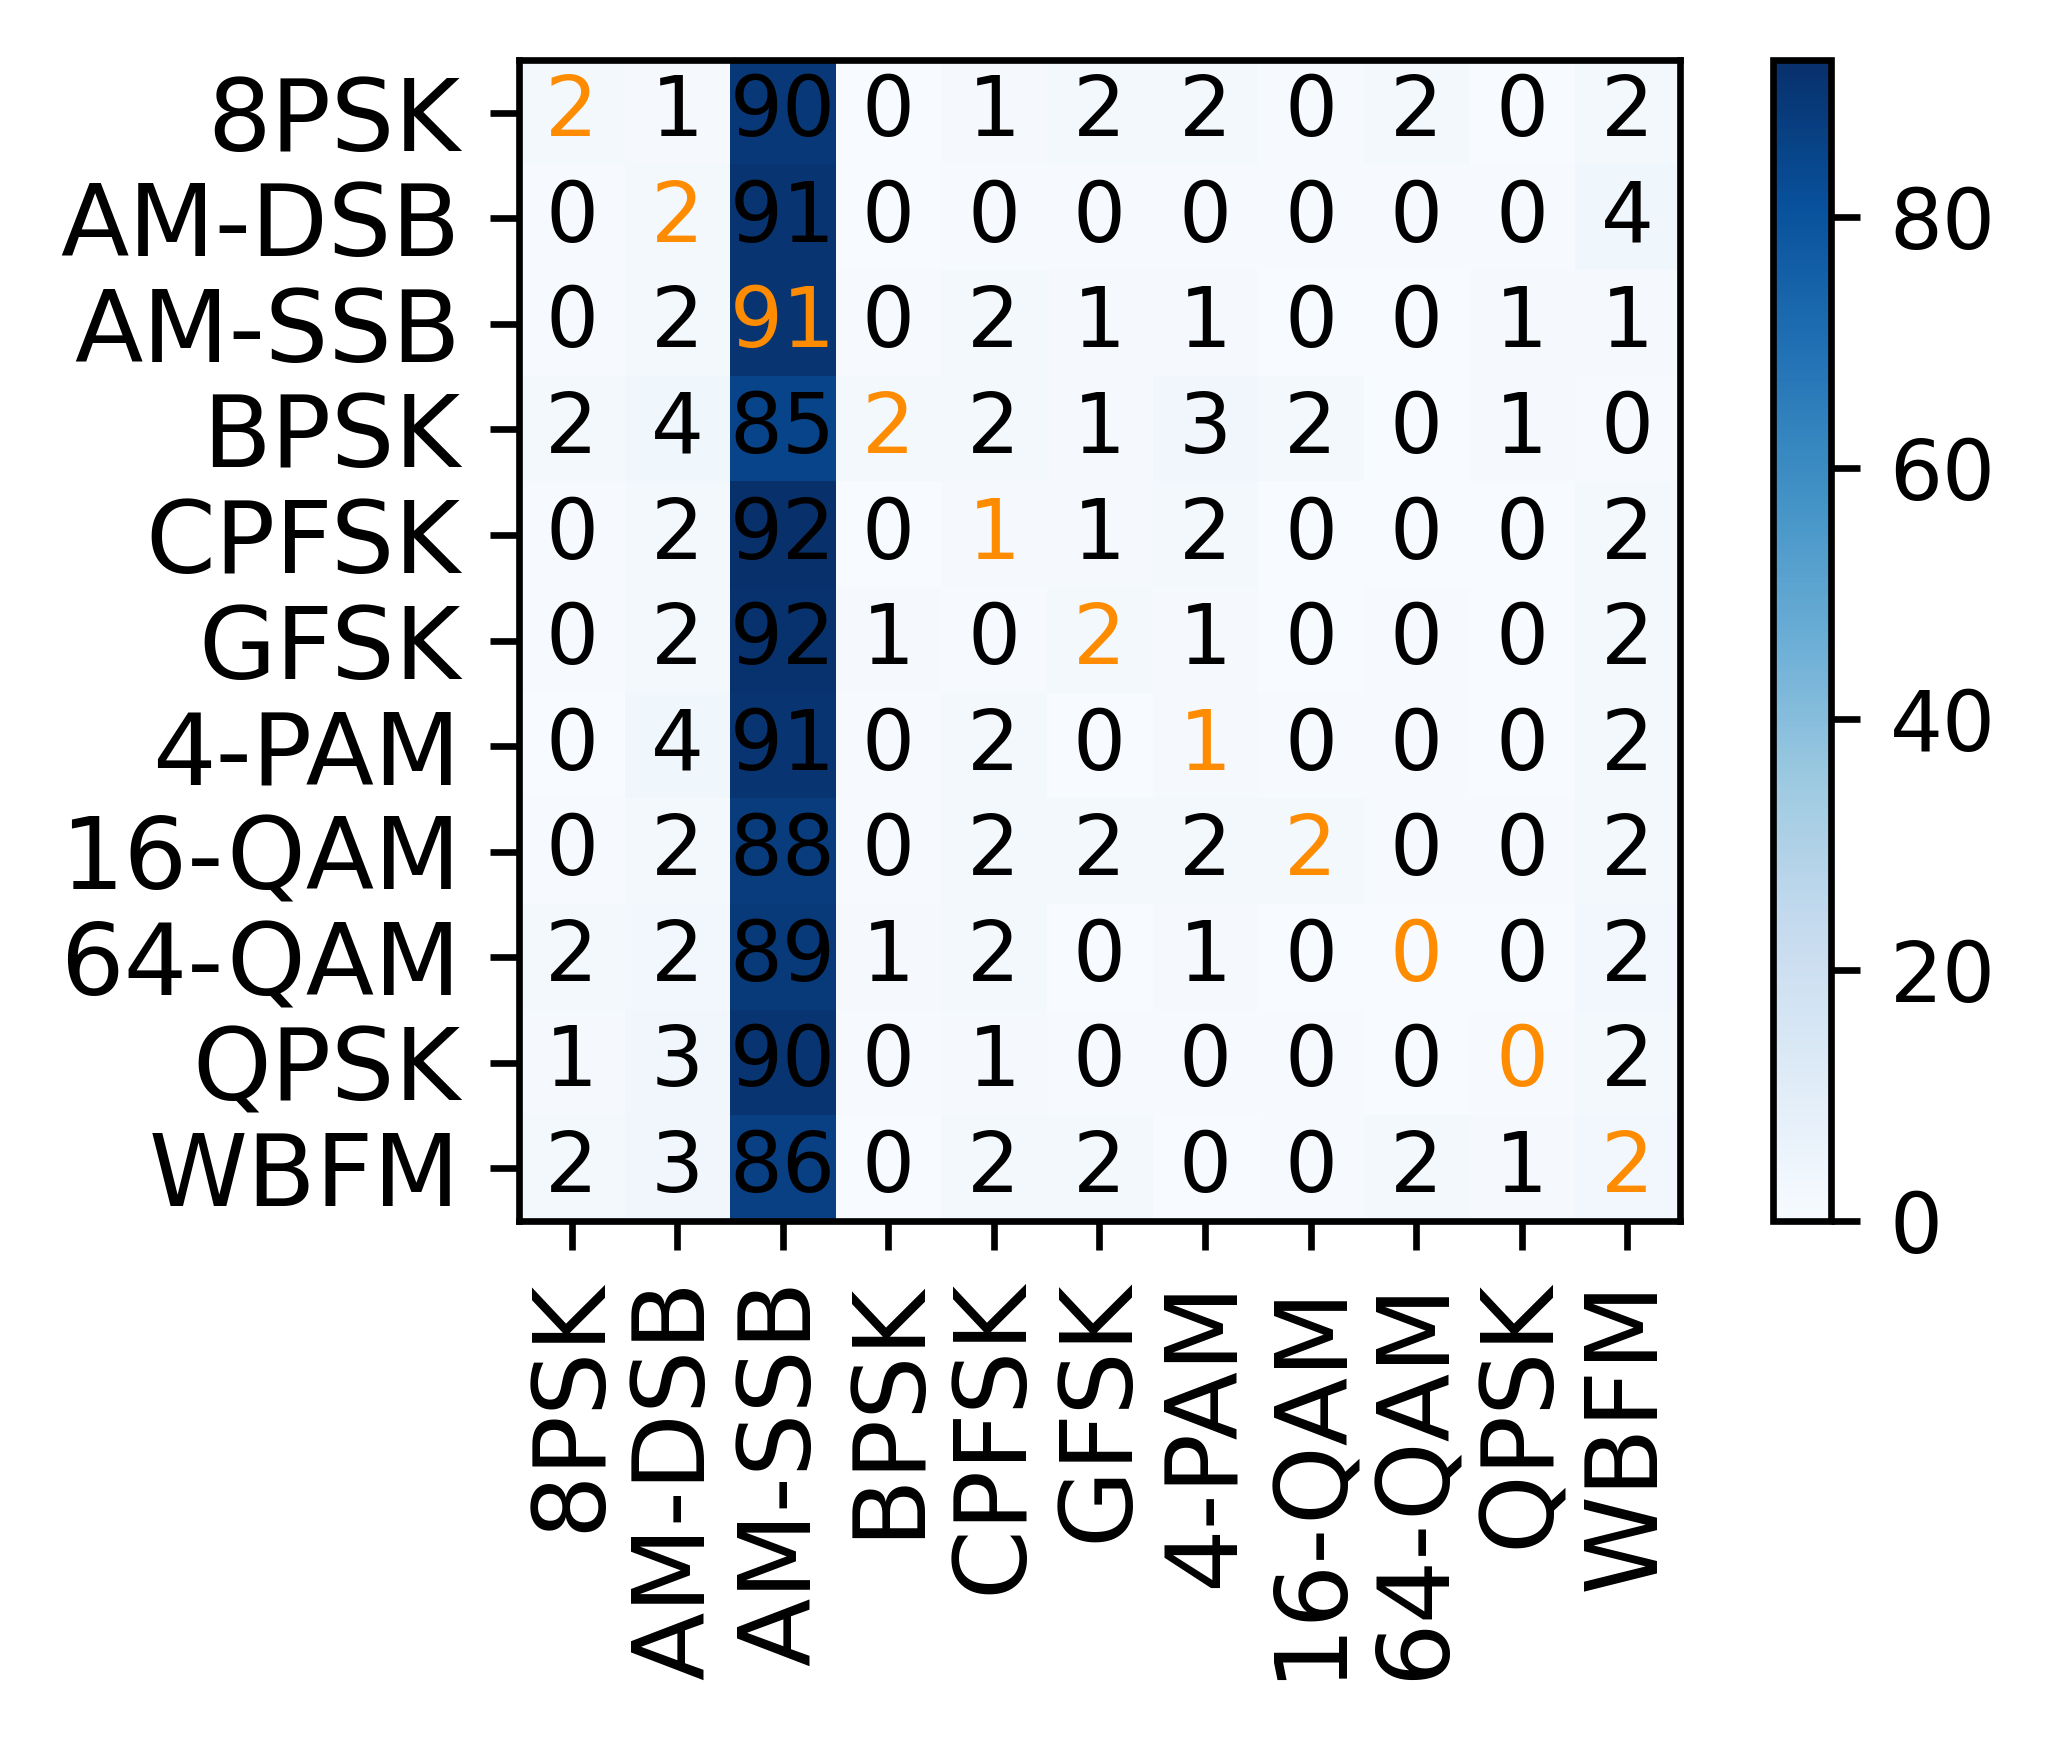 8PSK 2 1 90 0 1 2 2 0 2 0 2
AM-DSB 0 2 91 0 0 0 0 0 0 0 4
AM-SSB 0 2 91 0 2 1 1 0 0 1 1
BPSK 2 4 85 2 2 1 3 2 0 1 0
CPFSK 0 2 92 0 1 1 2 0 0 0 2
GFSK 0 2 92 1 0 2 1 0 0 0 2
4-PAM 0 4 91 0 2 0 1 0 0 0 2
16-QAM 0 2 88 0 2 2 2 2 0 0 2
64-QAM 2 2 89 1 2 0 1 0 0 0 2
QPSK 1 3 90 0 1 0 0 0 0 0 2
WBFM 2 3 86 0 2 2 0 0 2 1 2
8PSK
AM-DSB
AM-SSB
BPSK
CPFSK
GFSK
4-PAM
16-QAM
64-QAM
QPSK
WBFM
80
60
40
20
0